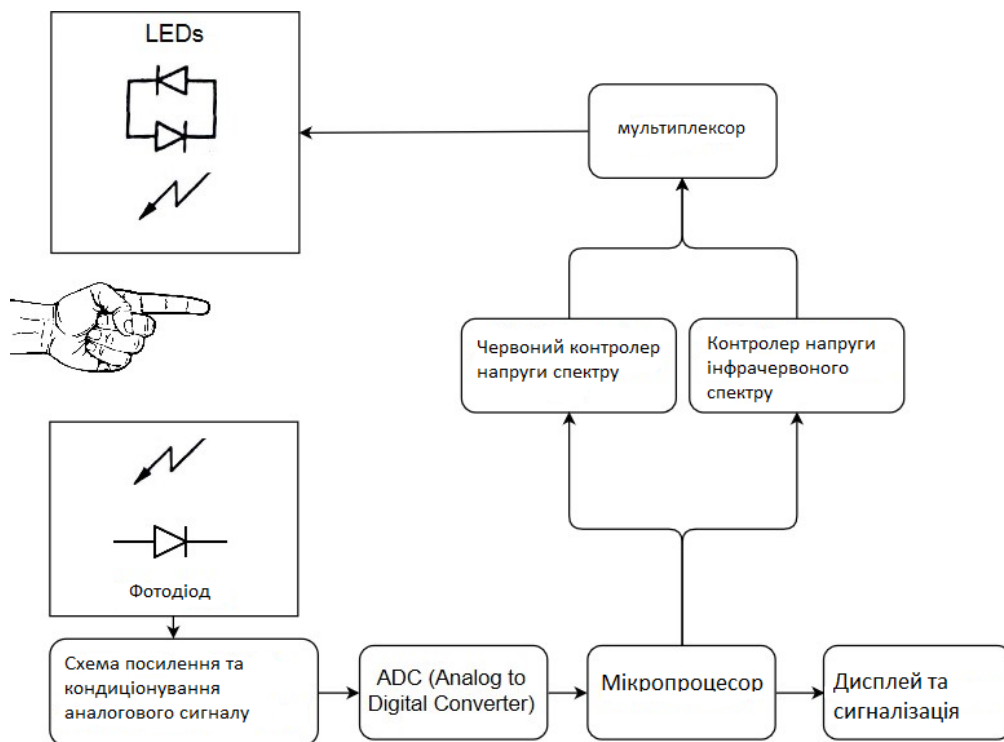 LEDs
мультиплексор
Червоний контролер
напруги спектру
Контролер напруги
інфрачервоного
спектру
Фотодіод
Схема посилення та
кондиціонування
аналогового сигналу
ADC (Analog to
Digital Converter)
Мікропроцесор
Дисплей та
сигналізація